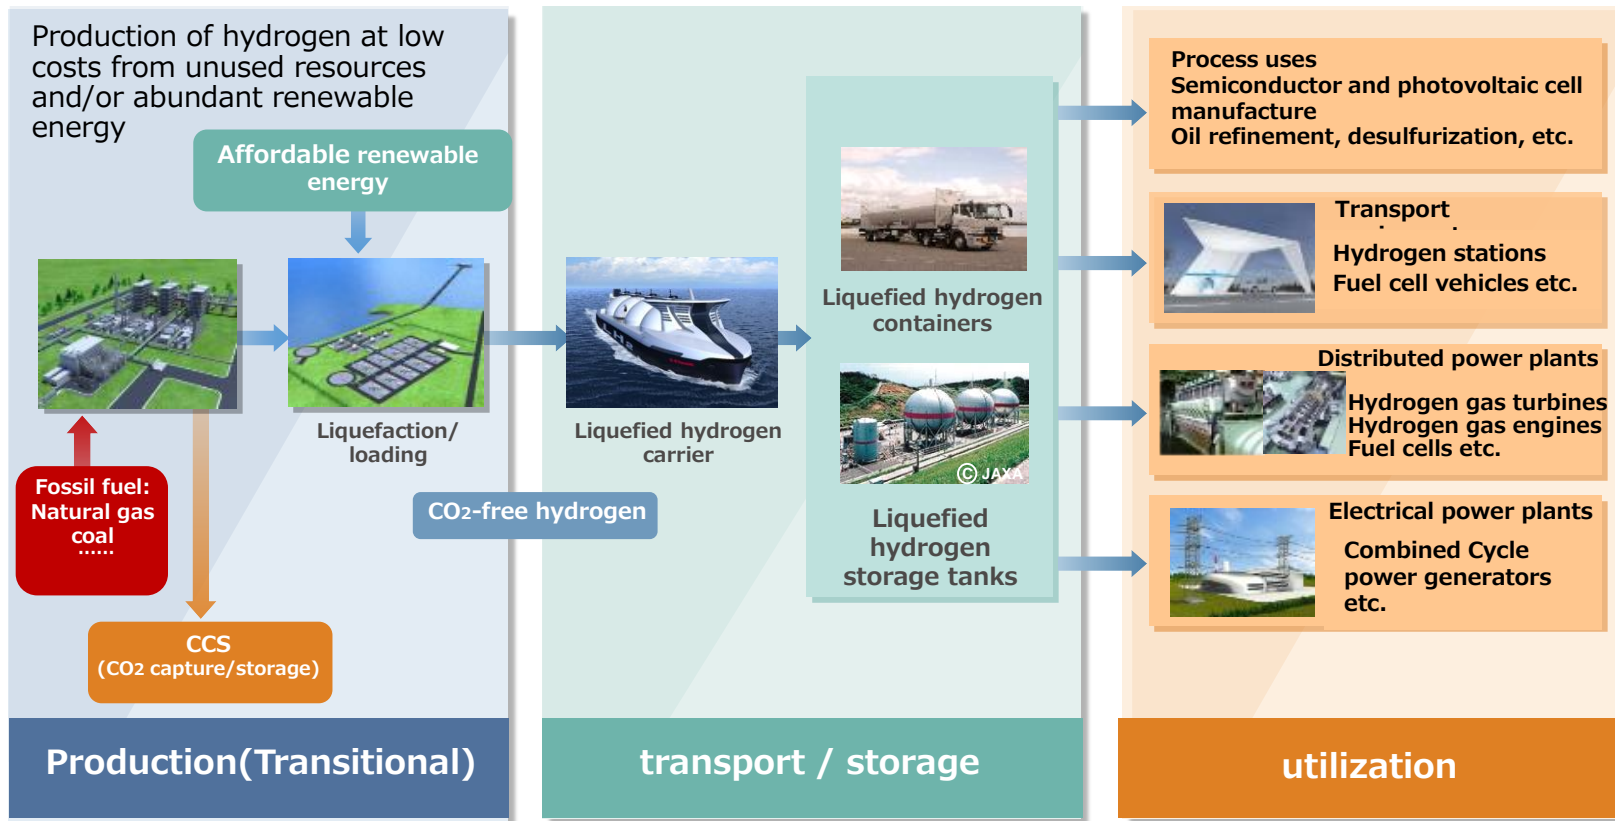 Production of hydrogen at low
costs from unused resources
and/or abundant renewable
energy
Affordable renewable
energy
Liquefaction/
loading
Fossil fuel:
Natural gas
coal
......
CCS
(CO2 capture/storage)
CO2-free hydrogen
Production(Transitional)
Liquefied hydrogen
carrier
Liquefied hydrogen
containers
© JAXA
Liquefied
hydrogen
storage tanks
transport / storage
Process uses
Semiconductor and photovoltaic cell
manufacture
Oil refinement, desulfurization, etc.
Transport
Hydrogen stations
Fuel cell vehicles etc.
Distributed power plants
Hydrogen gas turbines
Hydrogen gas engines
Fuel cells etc.
Electrical power plants
Combined Cycle
power generators
etc.
utilization